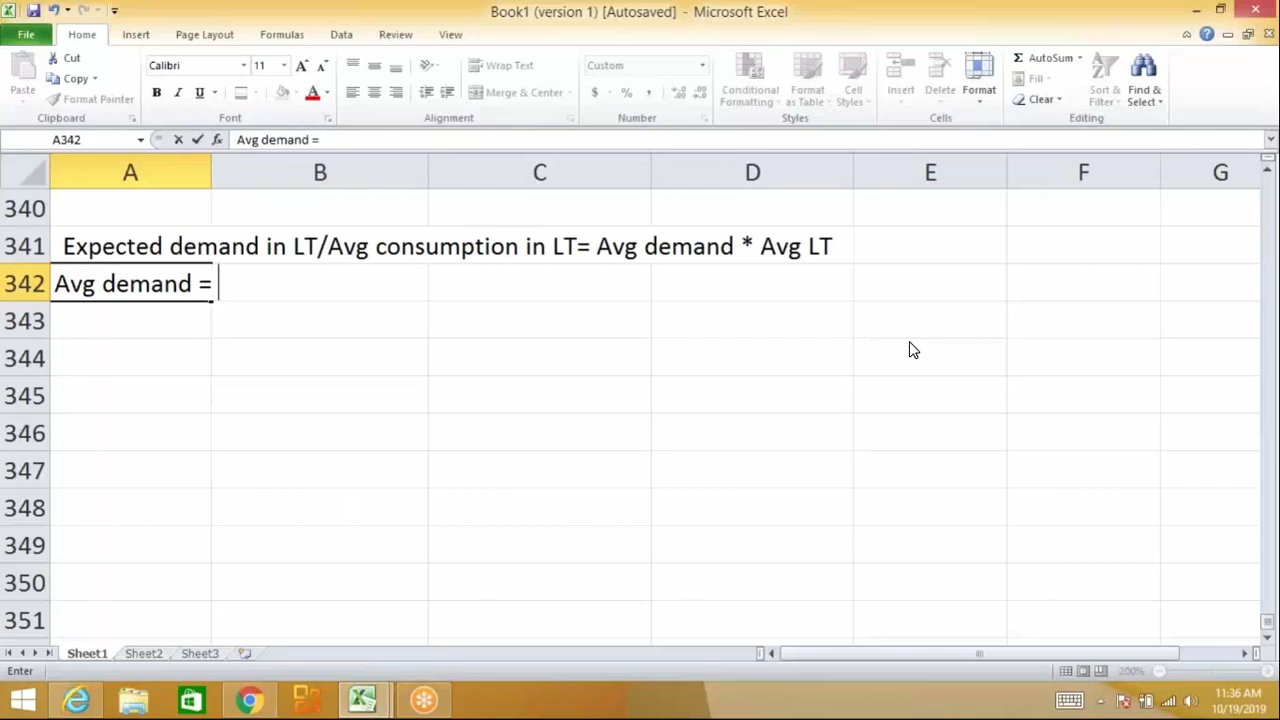 Book1 (version 1) [Autosaved] - Microsoft Excel
File Home Insert Page Layout Formulas Data Review View
Paste Cut Copy Format Painter Clipboard
Calibri 11 A A B I U A Font
Wrap Text Merge & Center Alignment
Custom $ % , Number
Conditional Formatting Format as Table Cell Styles Styles
Insert Delete Format Cells
Σ AutoSum Fill Clear Sort & Filter Find & Select Editing
A342 fx Avg demand =
A B C D E F G
340
341 Expected demand in LT/Avg consumption in LT= Avg demand * Avg LT
342 Avg demand =
343
344
345
346
347
348
349
350
351
Sheet1 Sheet2 Sheet3
Enter 200%
11:36 AM
10/19/2019